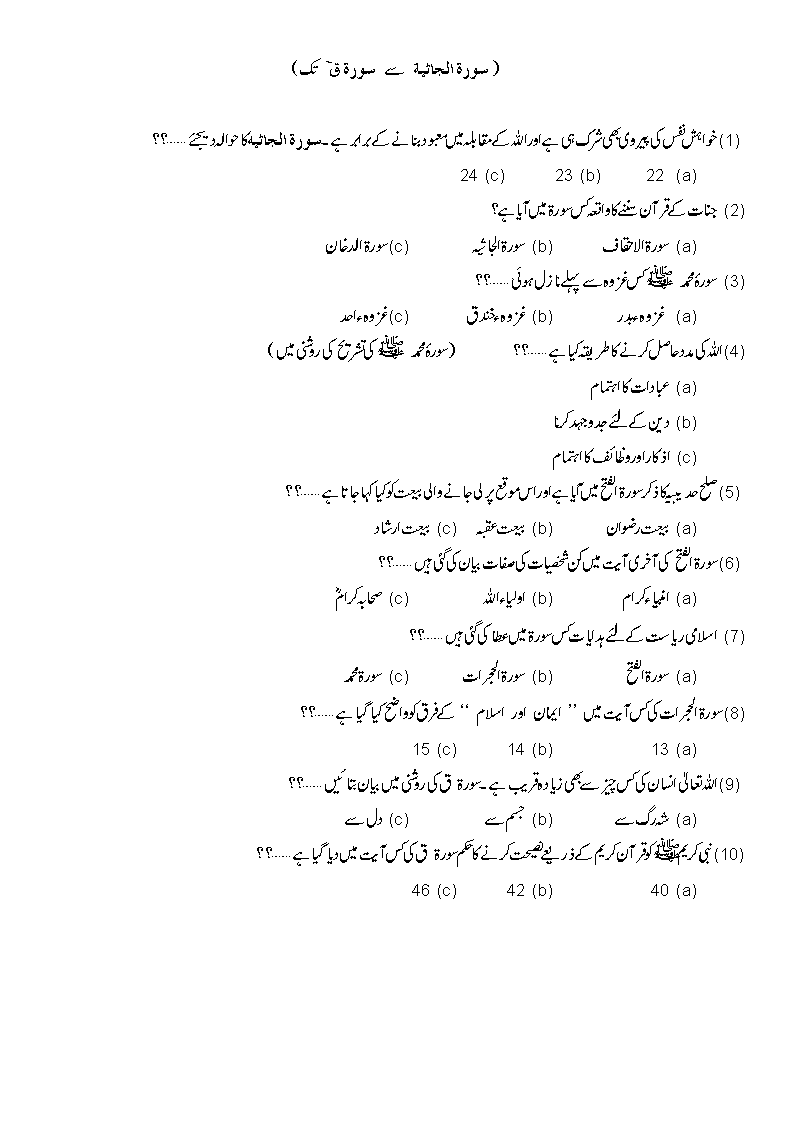 ( سورۃ الجاثیة سے سورۃ قٓ تک )
(1) خواہش نفس کی پیروی بھی شرک ہی ہے اور اللہ کے مقابلہ میں معبود بنانے کے برابر ہے ۔ سورۃ الجاثیة کا حوالہ دیجئے ......؟؟
(a) 22 (b) 23 (c) 24
(2) جنات کے قرآن سننے کا واقعہ کس سورۃ میں آیا ہے؟
(a) سورۃ الاحقاف (b) سورۃ الجاثیہ (c) سورۃ الدخان
(3) سورۂ محمد ﷺ کس غزوہ سے پہلے نازل ہوئی ......؟؟
(a) غزوہ ء بدر (b) غزوہ ء خندق (c) غزوہ ء احد
(4) اللہ کی مدد حاصل کرنے کا طریقہ کیا ہے ......؟؟ (سورۂ محمد ﷺ کی تشریح کی روشنی میں )
(a) عبادات کا اہتمام
(b) دین کے لئے جدوجہد کرنا
(c) اذکار اور وظائف کا اہتمام
(5) صلح حدیبیہ کا ذکر سورۃ الفتح میں آیا ہے اور اس موقع پر لی جانے والی بیعت کو کیا کہا جاتا ہے ......؟؟
(a) بیعت رضوان (b) بیعت عقبہ (c) بیعت ارشاد
(6) سورۃ الفتح کی آخری آیت میں کن شخصیات کی صفات بیان کی گئی ہیں ......؟؟
(a) انبیاء کرام (b) اولیاء اللہ (c) صحابہ کرامؓ
(7) اسلامی ریاست کے لئے ہدایات کس سورۃ میں عطا کی گئی ہیں ......؟؟
(a) سورۃ الفتح (b) سورۃ الحجرات (c) سورۃ محمد
(8) سورۃ الحجرات کی کس آیت میں ’’ ایمان اور اسلام ‘‘ کے فرق کو واضح کیا گیا ہے ......؟؟
(a) 13 (b) 14 (c) 15
(9) اللہ تعالیٰ انسان کی کس چیز سے بھی زیادہ قریب ہے ۔ سورۃ ق کی روشنی میں بیان بتائیں ......؟؟
(a) شہ رگ سے (b) جسم سے (c) دل سے
(10) نبی کریم ﷺ کو قرآن کریم کے ذریعے نصیحت کرنے کا حکم سورۃ ق کی کس آیت میں دیا گیا ہے ......؟؟
(a) 40 (b) 42 (c) 46